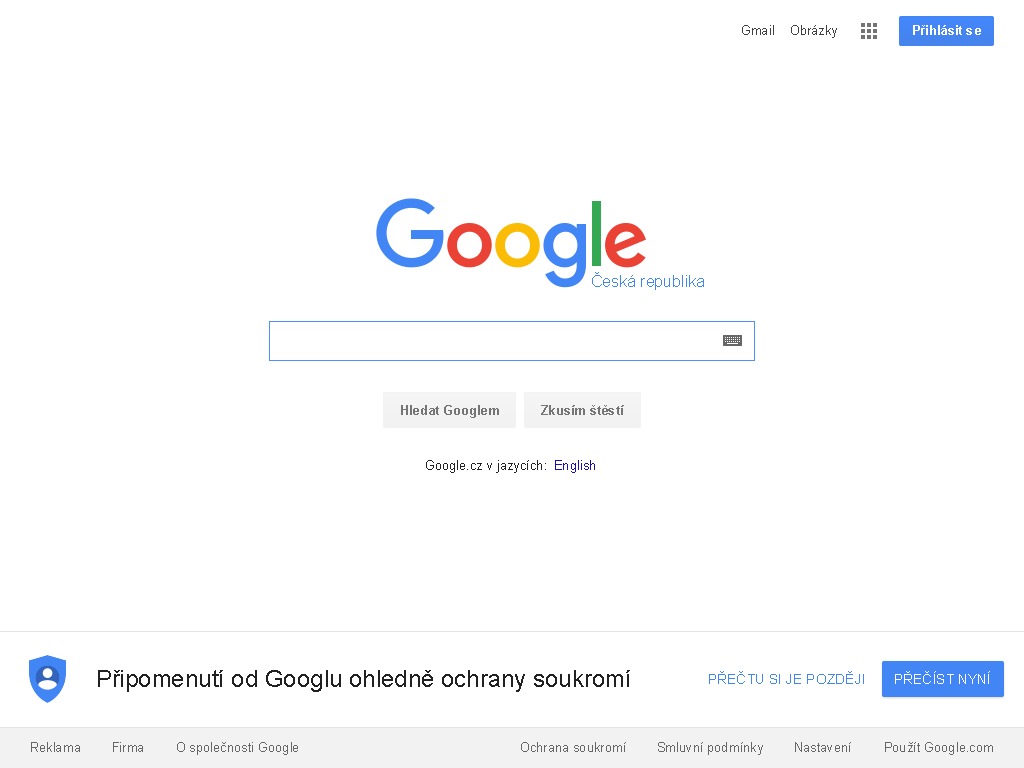 Gmail Obrázky Přihlásit se
Google
Česká republika
Hledat Googlem Zkusím štěstí
Google.cz v jazycích: English
Připomenutí od Googlu ohledně ochrany soukromí PŘEČTU SI JE POZDĚJI PŘEČÍST NYNÍ
Reklama Firma O společnosti Google Ochrana soukromí Smluvní podmínky Nastavení Použít Google.com